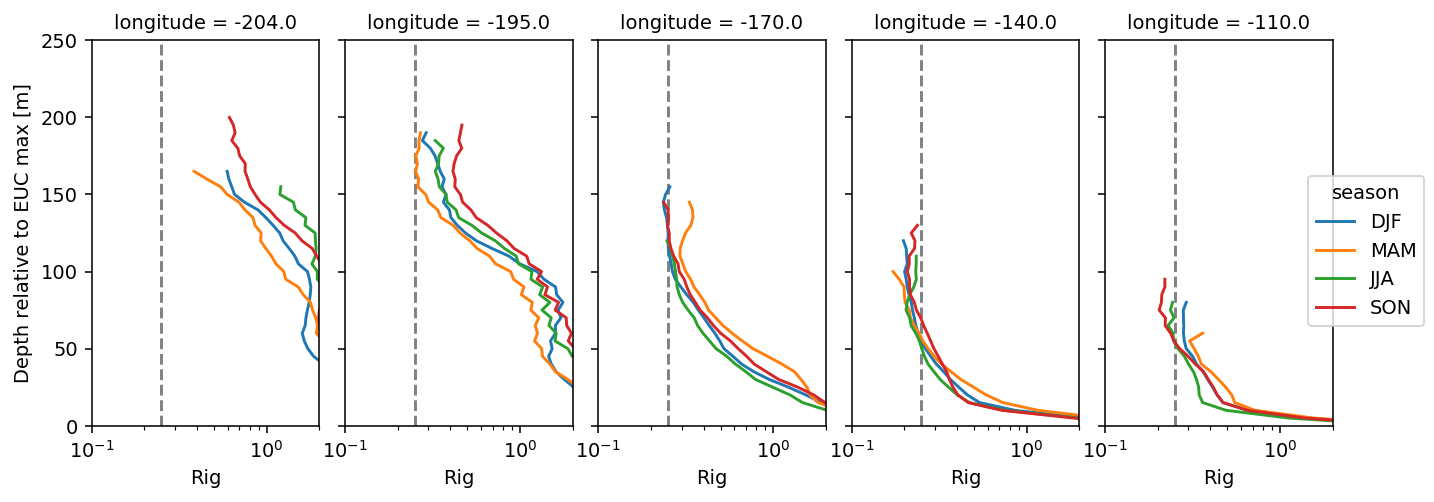 longitude = -204.0
longitude = -195.0
longitude = -170.0
longitude = -140.0
longitude = -110.0
Depth relative to EUC max [m]
250
200
150
100
50
0
season
DJF
MAM
JJA
SON
10⁻¹
10⁰
10⁻¹
10⁰
10⁻¹
10⁰
10⁻¹
10⁰
10⁻¹
10⁰
Rig
Rig
Rig
Rig
Rig